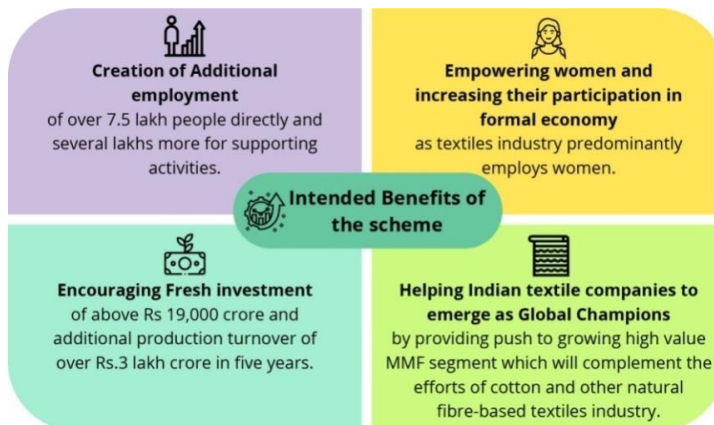 Creation of Additional
employment
of over 7.5 lakh people directly and
several lakhs more for supporting
activities.
Empowering women and
increasing their participation in
formal economy
as textiles industry predominantly
employs women.
Intended Benefits of
the scheme
Encouraging Fresh investment
of above Rs 19,000 crore and
additional production turnover of
over Rs.3 lakh crore in five years.
Helping Indian textile companies to
emerge as Global Champions
by providing push to growing high value
MMF segment which will complement the
efforts of cotton and other natural
fibre-based textiles industry.